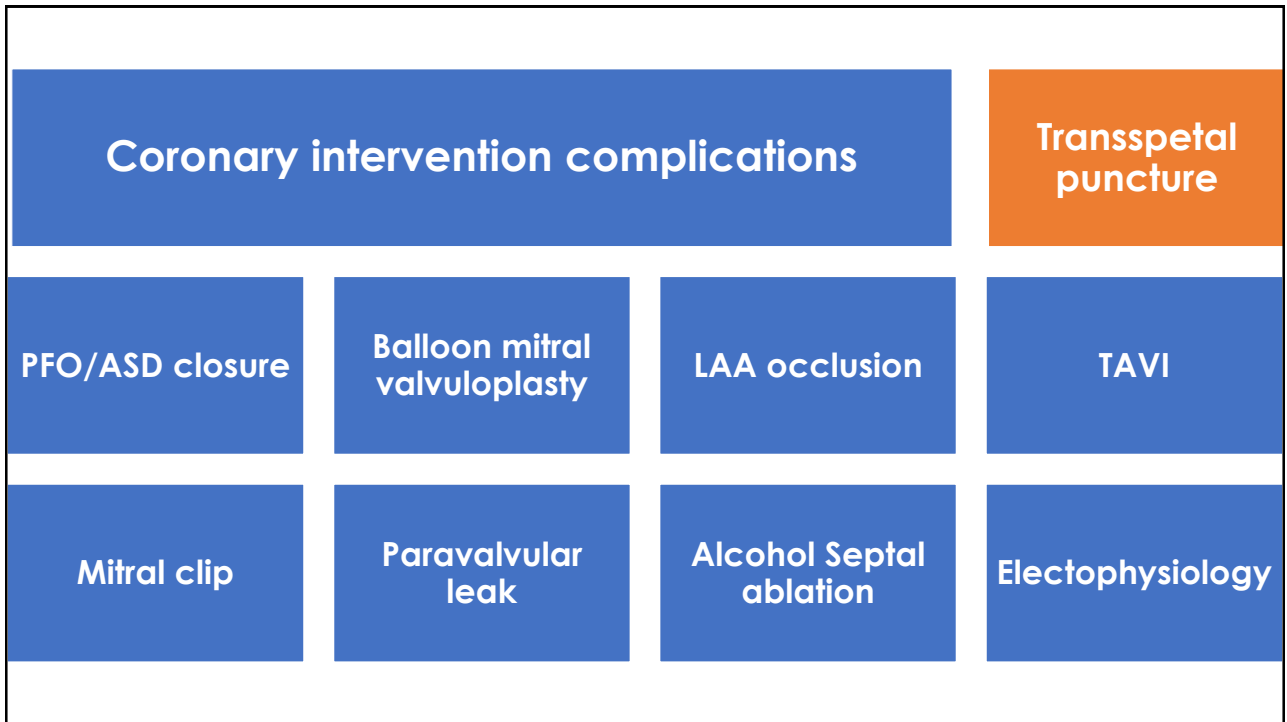 Coronary intervention complications
Transspetal
puncture
PFO/ASD closure
Balloon mitral
valvuloplasty
LAA occlusion
TAVI
Mitral clip
Paravalvular
leak
Alcohol Septal
ablation
Electophysiology